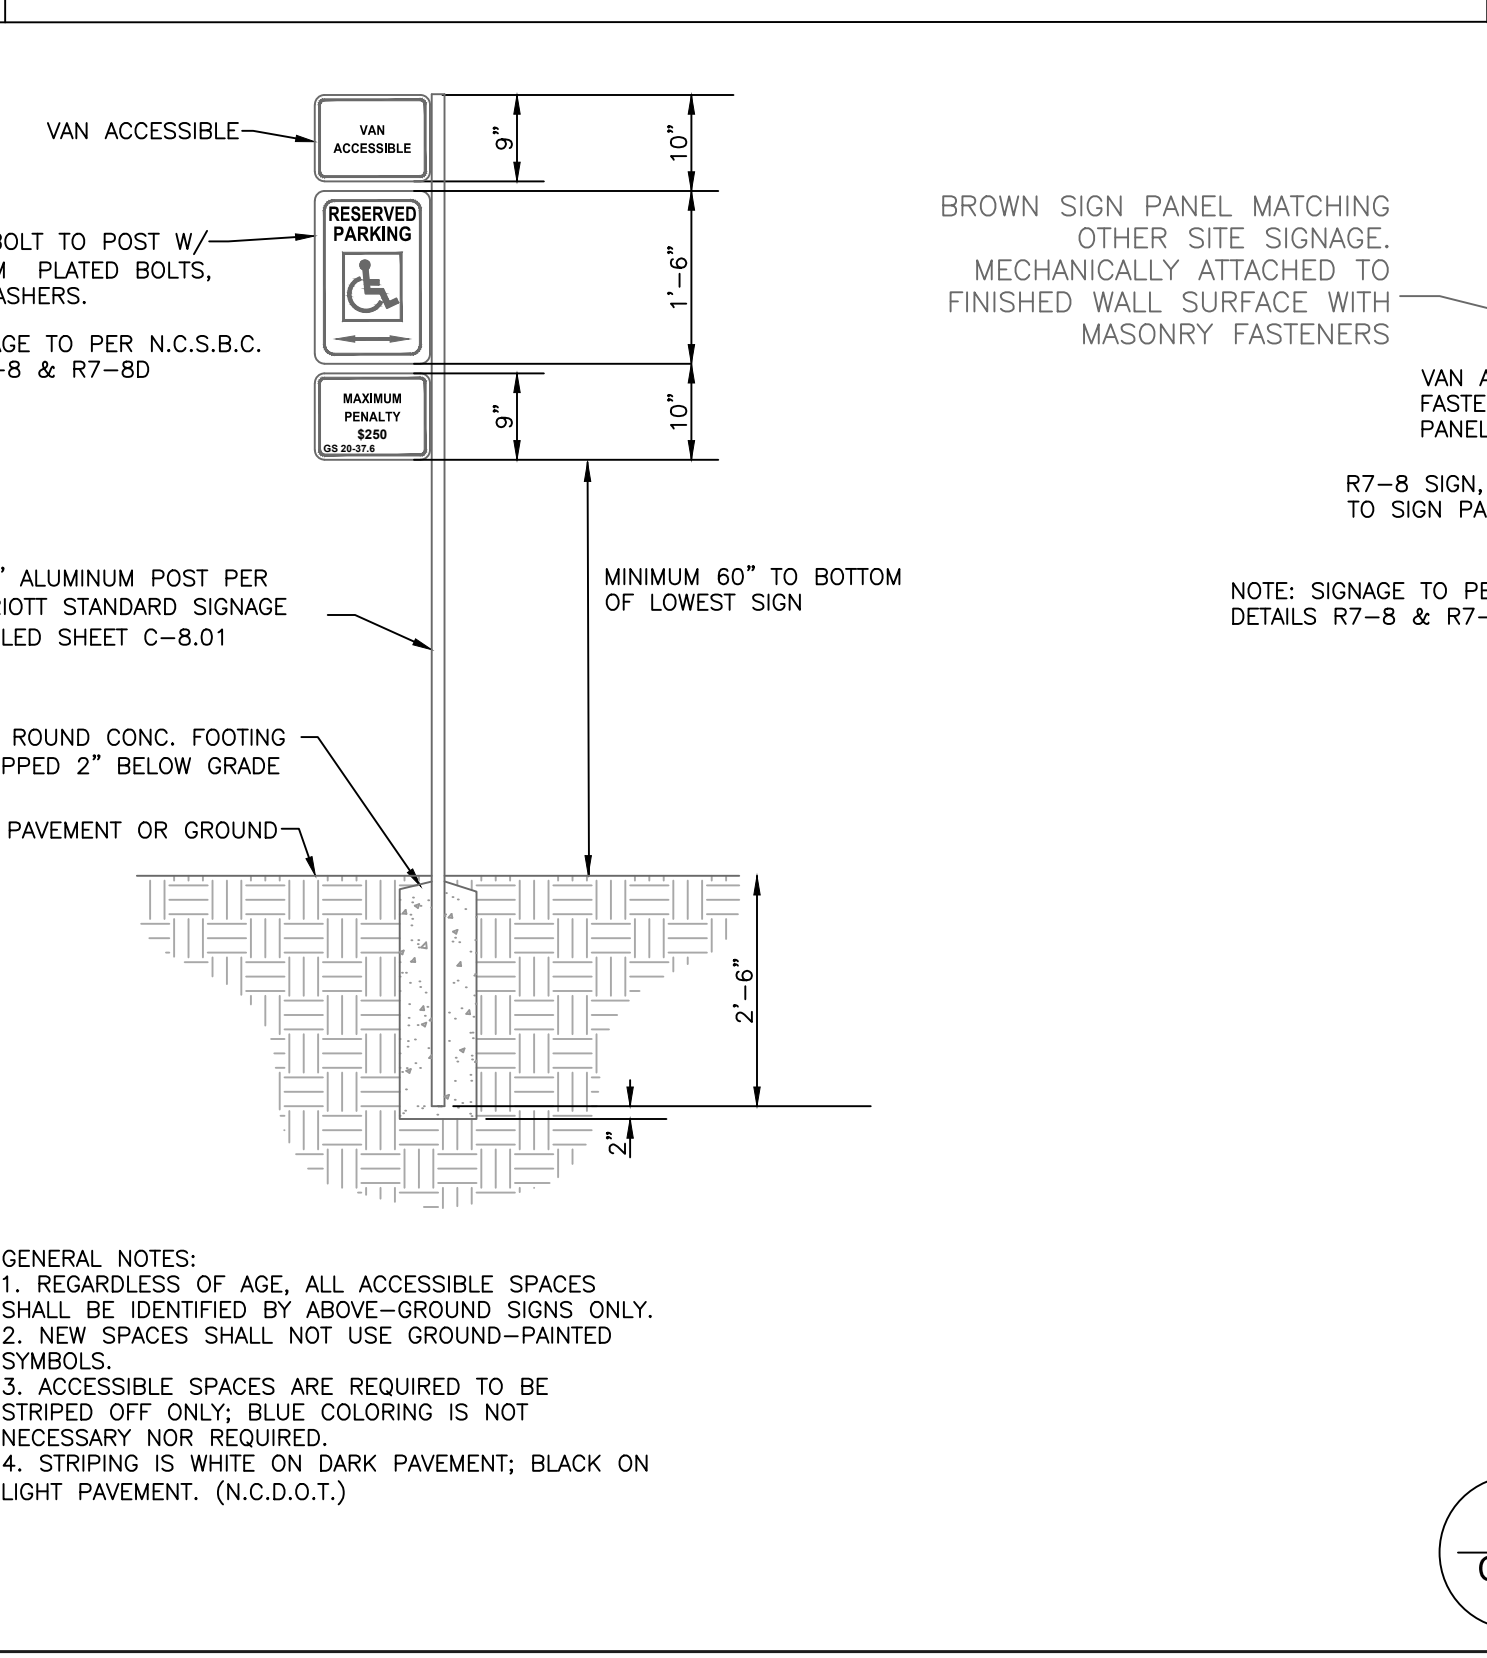 VAN ACCESSIBLE
VAN
ACCESSIBLE
9"
10"
BOLT TO POST W/
PLATED BOLTS,
RESERVED
PARKING
1'-6"
AGE TO PER N.C.S.B.C.
-8 & R7-8D
MAXIMUM
PENALTY
$250
GS 20-37.6
9"
10"
BROWN SIGN PANEL MATCHING
OTHER SITE SIGNAGE.
MECHANICALLY ATTACHED TO
FINISHED WALL SURFACE WITH
MASONRY FASTENERS
VAN A
FASTE
PANEL
R7-8 SIGN,
TO SIGN PA
NOTE: SIGNAGE TO PE
DETAILS R7-8 & R7-
" ALUMINUM POST PER
RIOTT STANDARD SIGNAGE
LED SHEET C-8.01
MINIMUM 60" TO BOTTOM
OF LOWEST SIGN
ROUND CONC. FOOTING
PPED 2" BELOW GRADE
PAVEMENT OR GROUND
2'-6"
2"
GENERAL NOTES:
1. REGARDLESS OF AGE, ALL ACCESSIBLE SPACES
SHALL BE IDENTIFIED BY ABOVE-GROUND SIGNS ONLY.
2. NEW SPACES SHALL NOT USE GROUND-PAINTED
SYMBOLS.
3. ACCESSIBLE SPACES ARE REQUIRED TO BE
STRIPED OFF ONLY; BLUE COLORING IS NOT
NECESSARY NOR REQUIRED.
4. STRIPING IS WHITE ON DARK PAVEMENT; BLACK ON
LIGHT PAVEMENT. (N.C.D.O.T.)